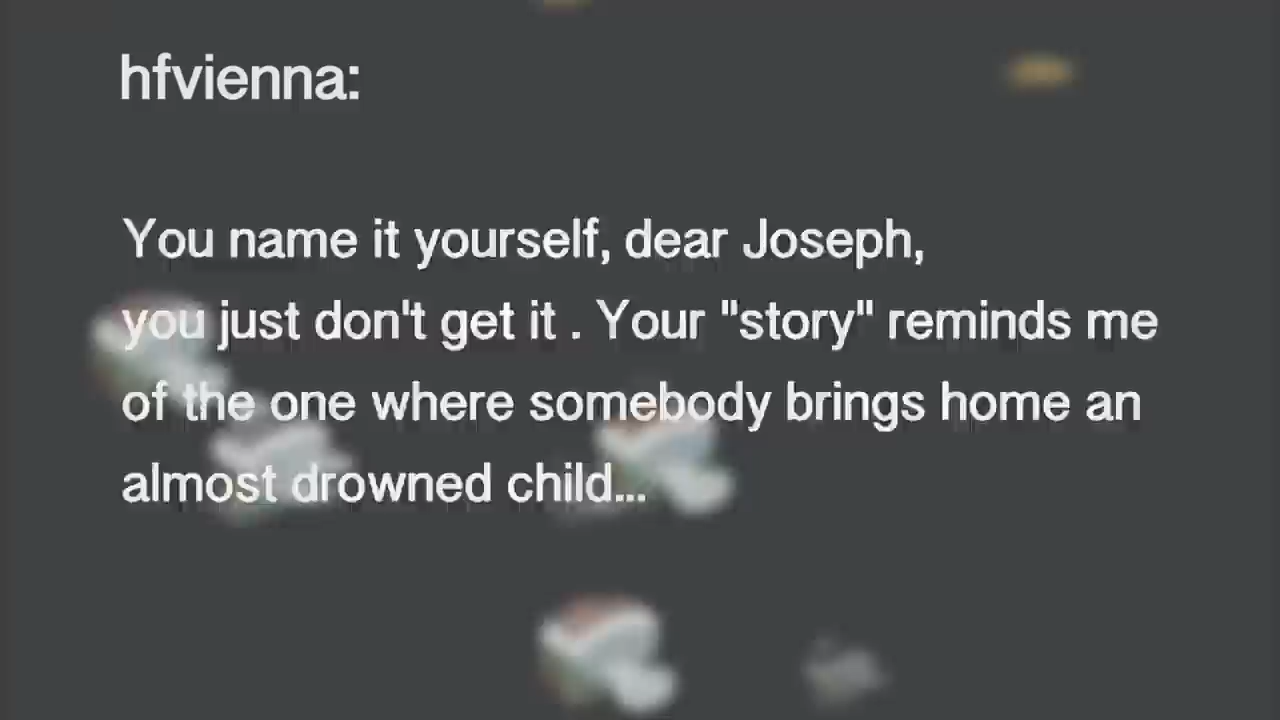 hfvienna:
You name it yourself, dear Joseph,
you just don't get it . Your "story" reminds me
of the one where somebody brings home an
almost drowned child...